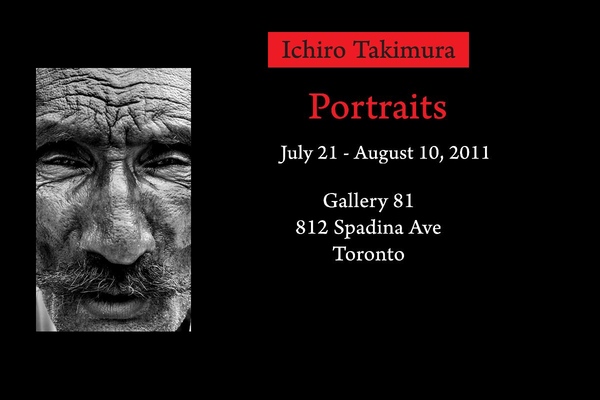 Ichiro Takimura
Portraits
July 21 - August 10, 2011
Gallery 81
812 Spadina Ave
Toronto